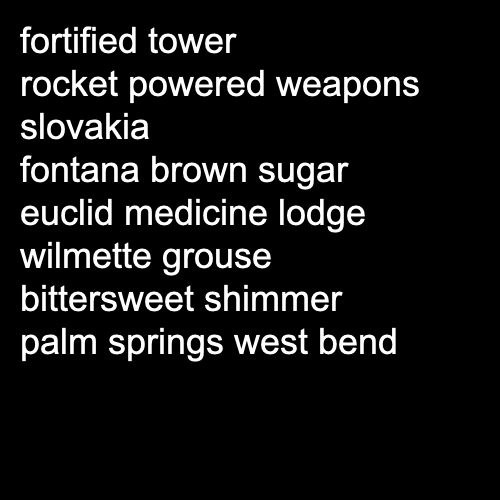 fortified tower
rocket powered weapons
slovakia
fontana brown sugar
euclid medicine lodge
wilmette grouse
bittersweet shimmer
palm springs west bend